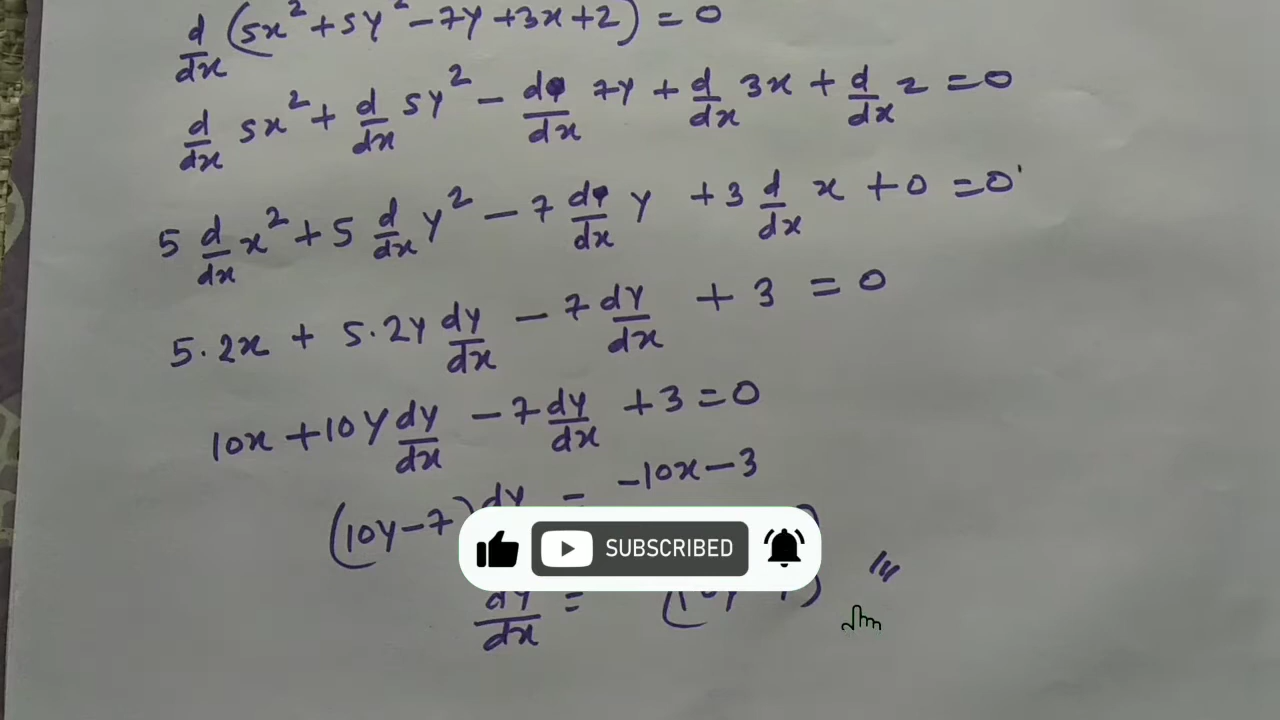 d/dx (5x² + 5y² - 7y + 3x + 2) = 0
d/dx 5x² + d/dx 5y² - d/dx 7y + d/dx 3x + d/dx 2 = 0
5 d/dx x² + 5 d/dx y² - 7 d/dx y + 3 d/dx x + 0 = 0
5·2x + 5·2y dy/dx - 7 dy/dx + 3 = 0
10x + 10y dy/dx - 7 dy/dx + 3 = 0
(10y - 7) dy = -10x - 3
SUBSCRIBED
dy/dx =